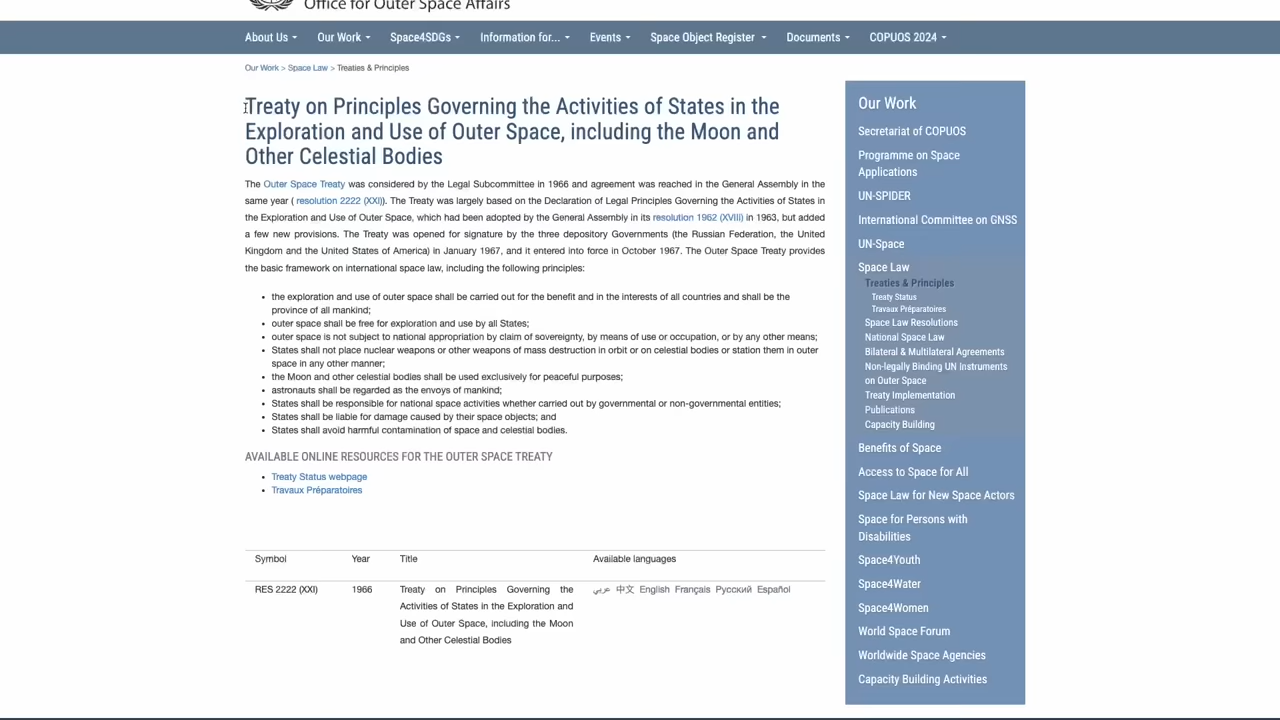 Office for Outer Space Affairs
About Us Our Work Space4SDGs Information for... Events Space Object Register Documents COPUOS 2024
Our Work > Space Law > Treaties & Principles
Treaty on Principles Governing the Activities of States in the
Exploration and Use of Outer Space, including the Moon and
Other Celestial Bodies
The Outer Space Treaty was considered by the Legal Subcommittee in 1966 and agreement was reached in the General Assembly in the
same year ( resolution 2222 (XXI)). The Treaty was largely based on the Declaration of Legal Principles Governing the Activities of States in
the Exploration and Use of Outer Space, which had been adopted by the General Assembly in its resolution 1962 (XVIII) in 1963, but added
a few new provisions. The Treaty was opened for signature by the three depository Governments (the Russian Federation, the United
Kingdom and the United States of America) in January 1967, and it entered into force in October 1967. The Outer Space Treaty provides
the basic framework on international space law, including the following principles:
• the exploration and use of outer space shall be carried out for the benefit and in the interests of all countries and shall be the
province of all mankind;
• outer space shall be free for exploration and use by all States;
• outer space is not subject to national appropriation by claim of sovereignty, by means of use or occupation, or by any other means;
• States shall not place nuclear weapons or other weapons of mass destruction in orbit or on celestial bodies or station them in outer
space in any other manner;
• the Moon and other celestial bodies shall be used exclusively for peaceful purposes;
• astronauts shall be regarded as the envoys of mankind;
• States shall be responsible for national space activities whether carried out by governmental or non-governmental entities;
• States shall be liable for damage caused by their space objects; and
• States shall avoid harmful contamination of space and celestial bodies.
AVAILABLE ONLINE RESOURCES FOR THE OUTER SPACE TREATY
• Treaty Status webpage
• Travaux Préparatoires
Symbol Year Title Available languages
RES 2222 (XXI) 1966 Treaty on Principles Governing the عربي 中文 English Français Русский Español
Activities of States in the Exploration and
Use of Outer Space, including the Moon
and Other Celestial Bodies
Our Work
Secretariat of COPUOS
Programme on Space
Applications
UN-SPIDER
International Committee on GNSS
UN-Space
Space Law
Treaties & Principles
Treaty Status
Travaux Préparatoires
Space Law Resolutions
National Space Law
Bilateral & Multilateral Agreements
Non-legally Binding UN Instruments
on Outer Space
Treaty Implementation
Publications
Capacity Building
Benefits of Space
Access to Space for All
Space Law for New Space Actors
Space for Persons with
Disabilities
Space4Youth
Space4Water
Space4Women
World Space Forum
Worldwide Space Agencies
Capacity Building Activities